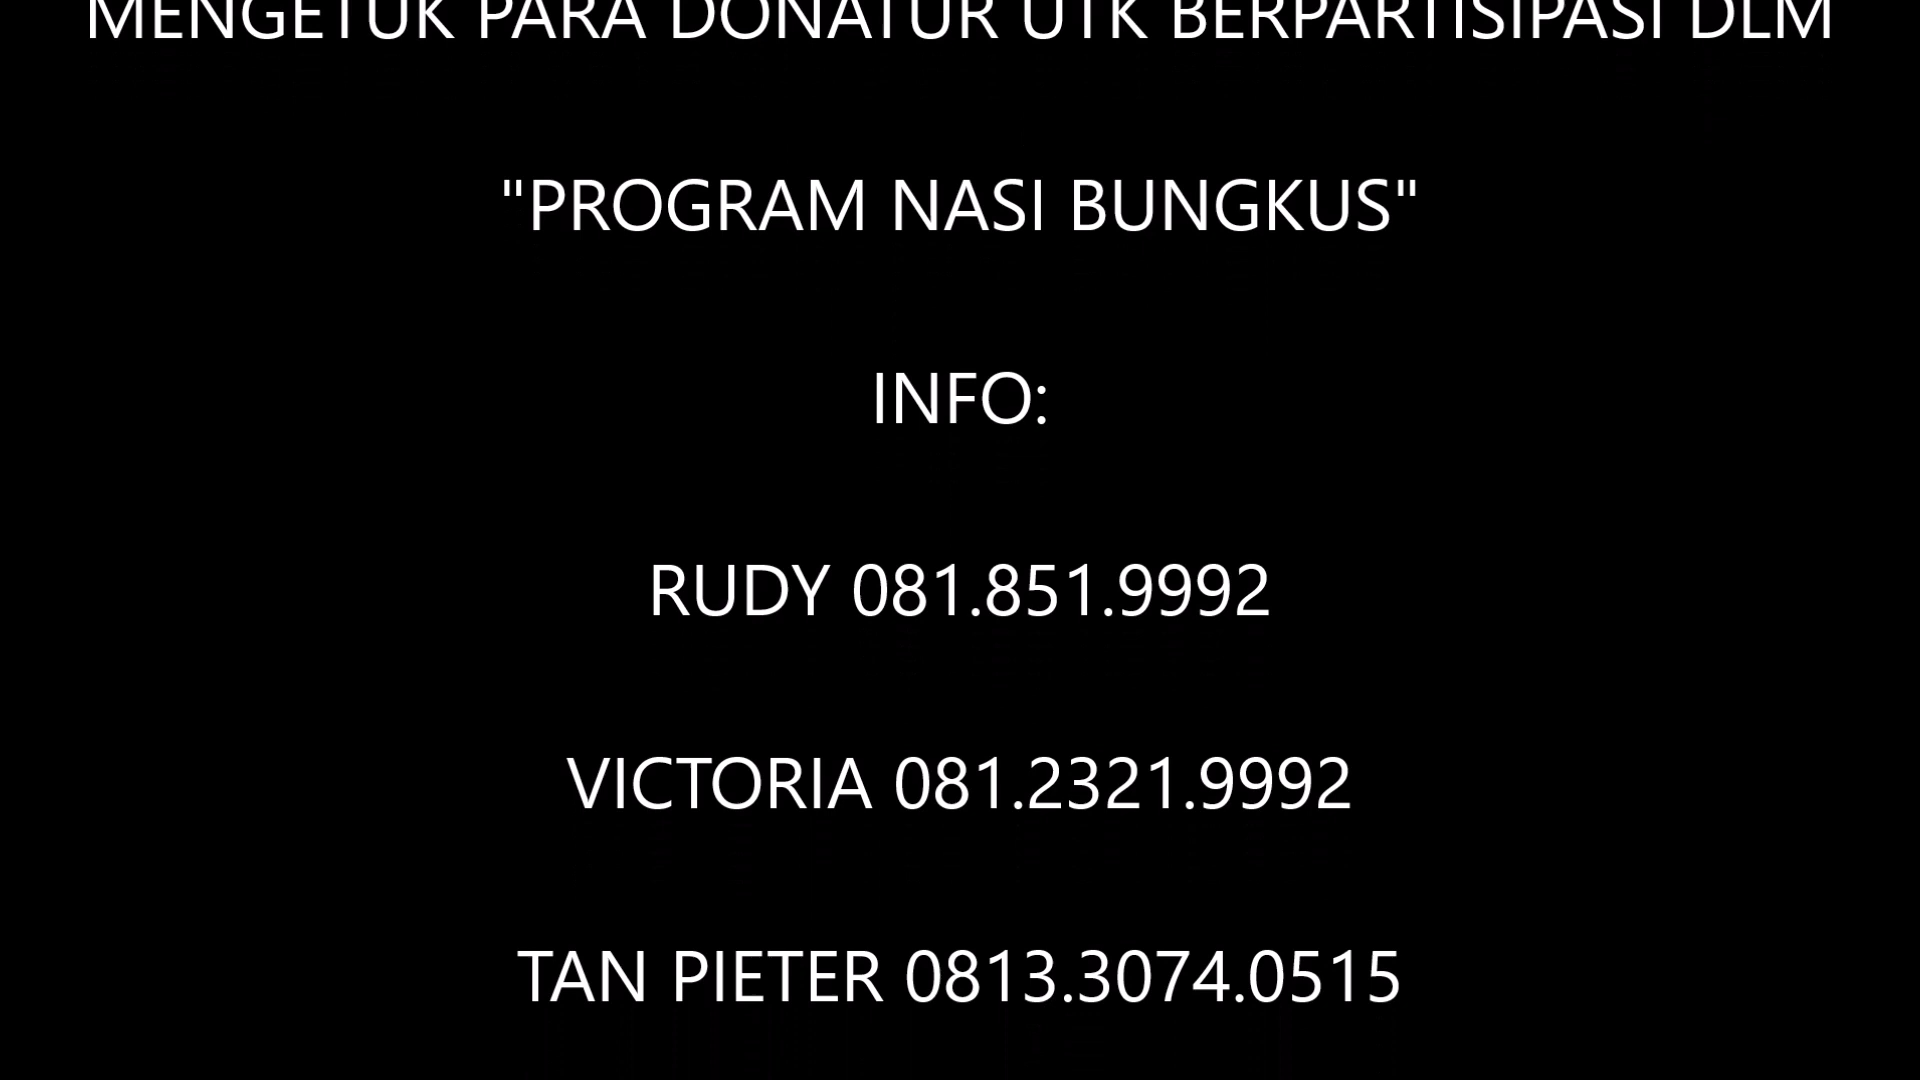 MENGETUK PARA DONATUR UTK BERPARTISIPASI DLM
"PROGRAM NASI BUNGKUS"
INFO:
RUDY 081.851.9992
VICTORIA 081.2321.9992
TAN PIETER 0813.3074.0515